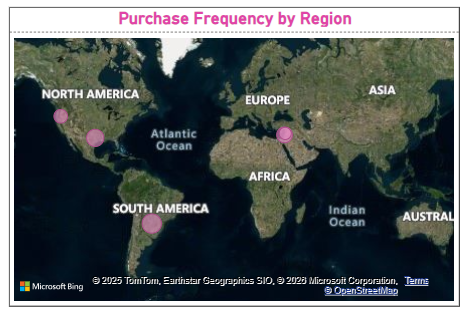 Purchase Frequency by Region
NORTH AMERICA
EUROPE
ASIA
Atlantic
Ocean
AFRICA
SOUTH AMERICA
Indian
Ocean
AUSTRAL
Microsoft Bing
© 2025 TomTom, Earthstar Geographics SIO, © 2026 Microsoft Corporation, Terms
© OpenStreetMap